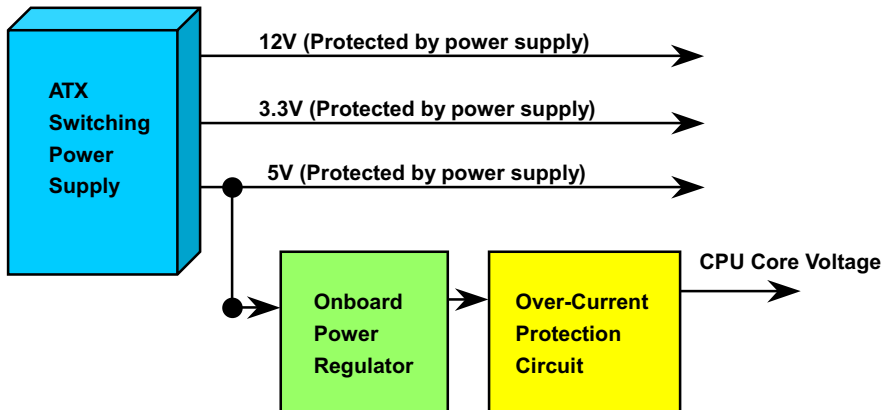 12V (Protected by power supply)
ATX
Switching
Power
Supply
3.3V (Protected by power supply)
5V (Protected by power supply)
CPU Core Voltage
Onboard
Power
Regulator
Over-Current
Protection
Circuit